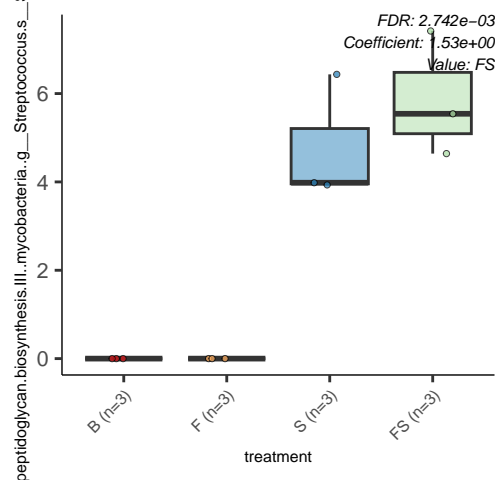 FDR: 2.742e−03
Coefficient: 1.53e+00
Value: FS
peptidoglycan.biosynthesis.III..mycobacteria..g__Streptococcus.s__S
6
4
2
0
B (n=3)
F (n=3)
S (n=3)
FS (n=3)
treatment